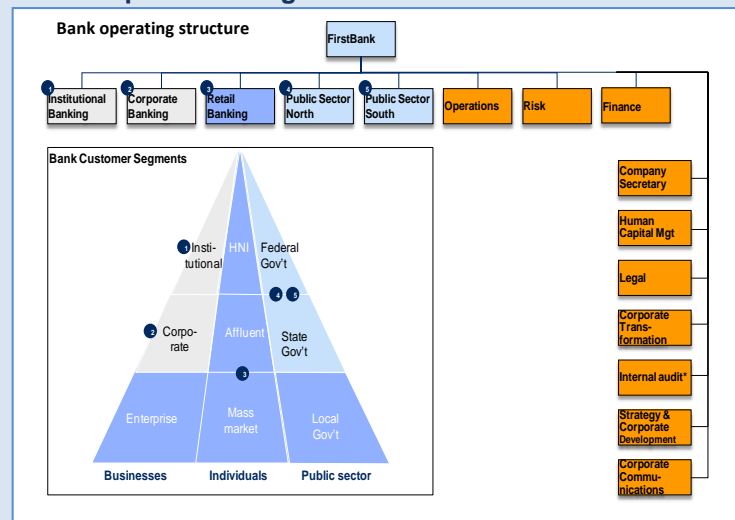 Bank operating structure
FirstBank
1
Institutional
Banking
2
Corporate
Banking
3
Retail
Banking
4
Public Sector
North
5
Public Sector
South
Operations
Risk
Finance
Company
Secretary
Human
Capital Mgt
Legal
Corporate
Trans-
formation
Internal audit*
Strategy &
Corporate
Development
Corporate
Commu-
nications
Bank Customer Segments
1
Insti-
tutional
HNI
Federal
Gov't
4
5
2
Corpo-
rate
Affluent
State
Gov't
3
Enterprise
Mass
market
Local
Gov't
Businesses
Individuals
Public sector